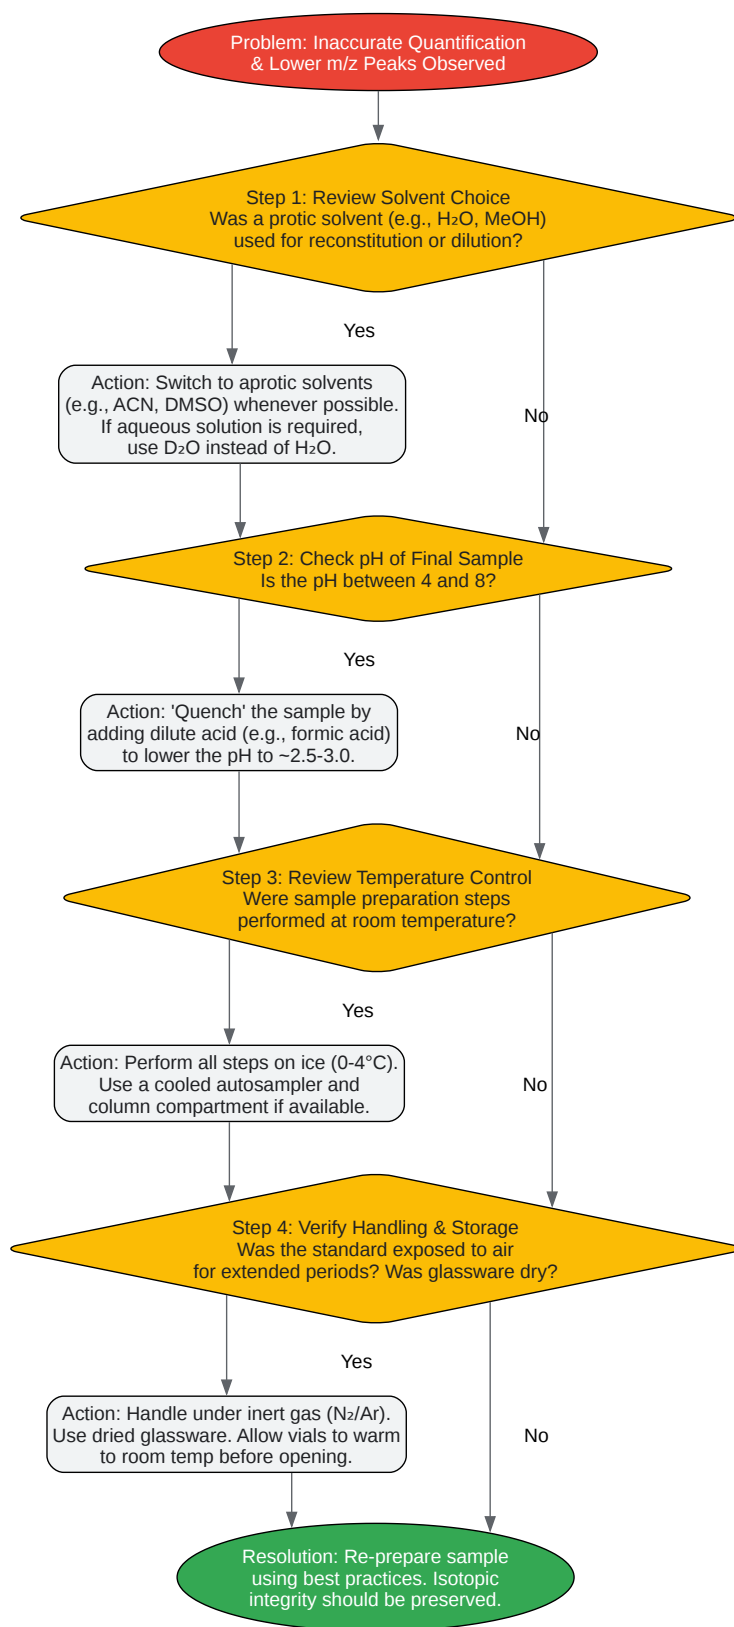 Problem: Inaccurate Quantification
& Lower m/z Peaks Observed
Step 1: Review Solvent Choice
Was a protic solvent (e.g., H₂O, MeOH)
used for reconstitution or dilution?
Yes
Action: Switch to aprotic solvents
(e.g., ACN, DMSO) whenever possible.
If aqueous solution is required,
use D₂O instead of H₂O.
No
Step 2: Check pH of Final Sample
Is the pH between 4 and 8?
Yes
Action: 'Quench' the sample by
adding dilute acid (e.g., formic acid)
to lower the pH to ~2.5-3.0.
No
Step 3: Review Temperature Control
Were sample preparation steps
performed at room temperature?
Yes
Action: Perform all steps on ice (0-4°C).
Use a cooled autosampler and
column compartment if available.
No
Step 4: Verify Handling & Storage
Was the standard exposed to air
for extended periods? Was glassware dry?
Yes
Action: Handle under inert gas (N₂/Ar).
Use dried glassware. Allow vials to warm
to room temp before opening.
No
Resolution: Re-prepare sample
using best practices. Isotopic
integrity should be preserved.